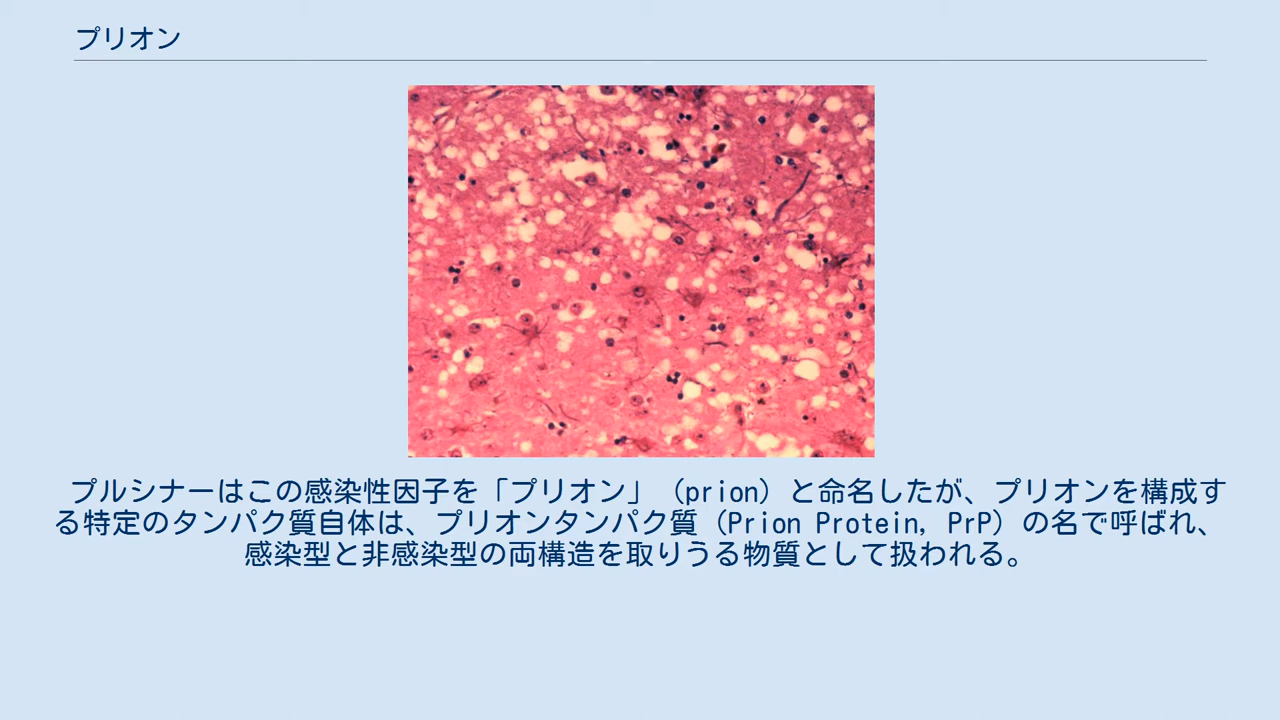 プリオン
プルシナーはこの感染性因子を「プリオン」（prion）と命名したが、プリオンを構成す
る特定のタンパク質自体は、プリオンタンパク質（Prion Protein, PrP）の名で呼ばれ、
感染型と非感染型の両構造を取りうる物質として扱われる。